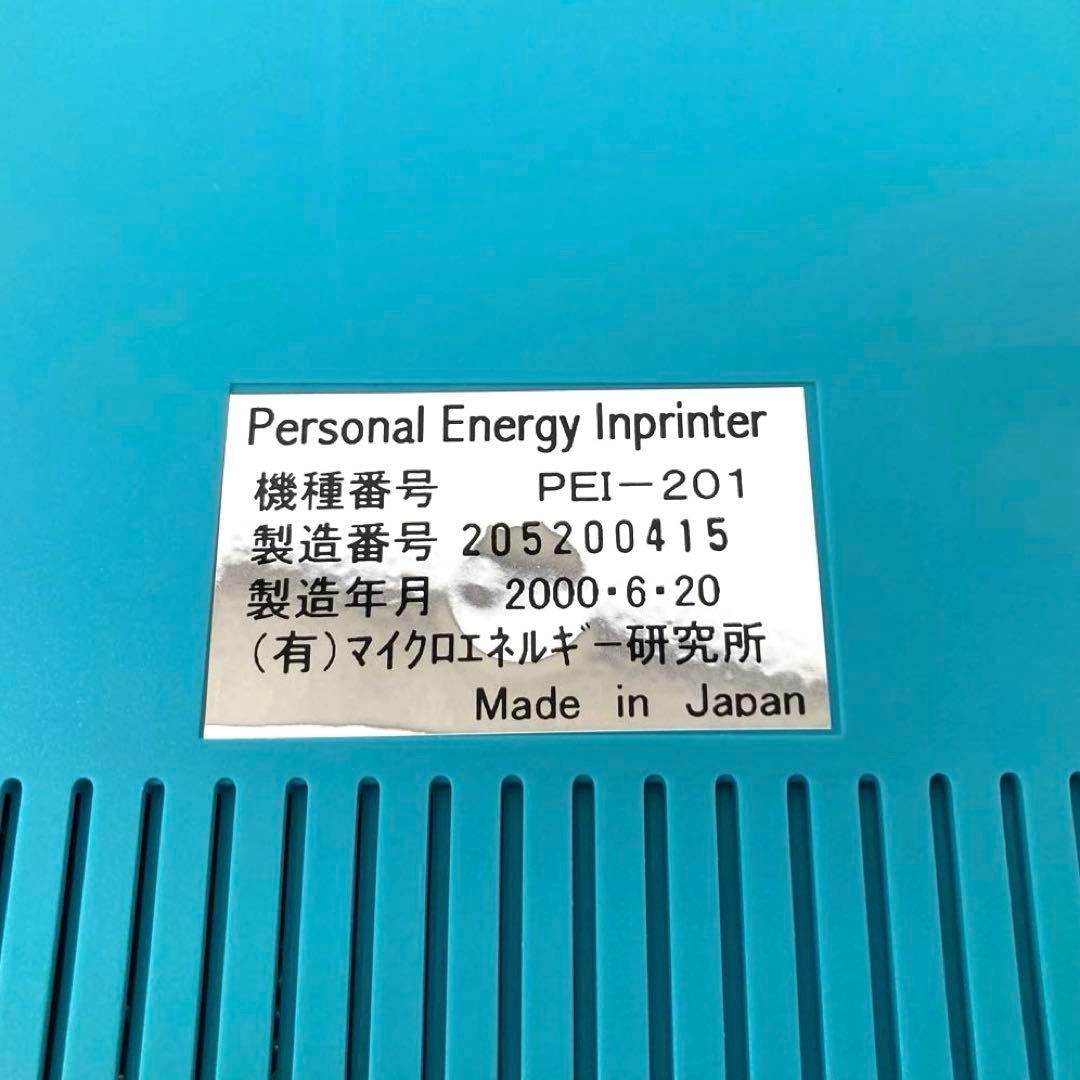 Personal Energy Inprinter
機種番号 PEI-201
製造番号 205200415
製造年月 2000・6・20
(有)マイクロエネルギー研究所
Made in Japan